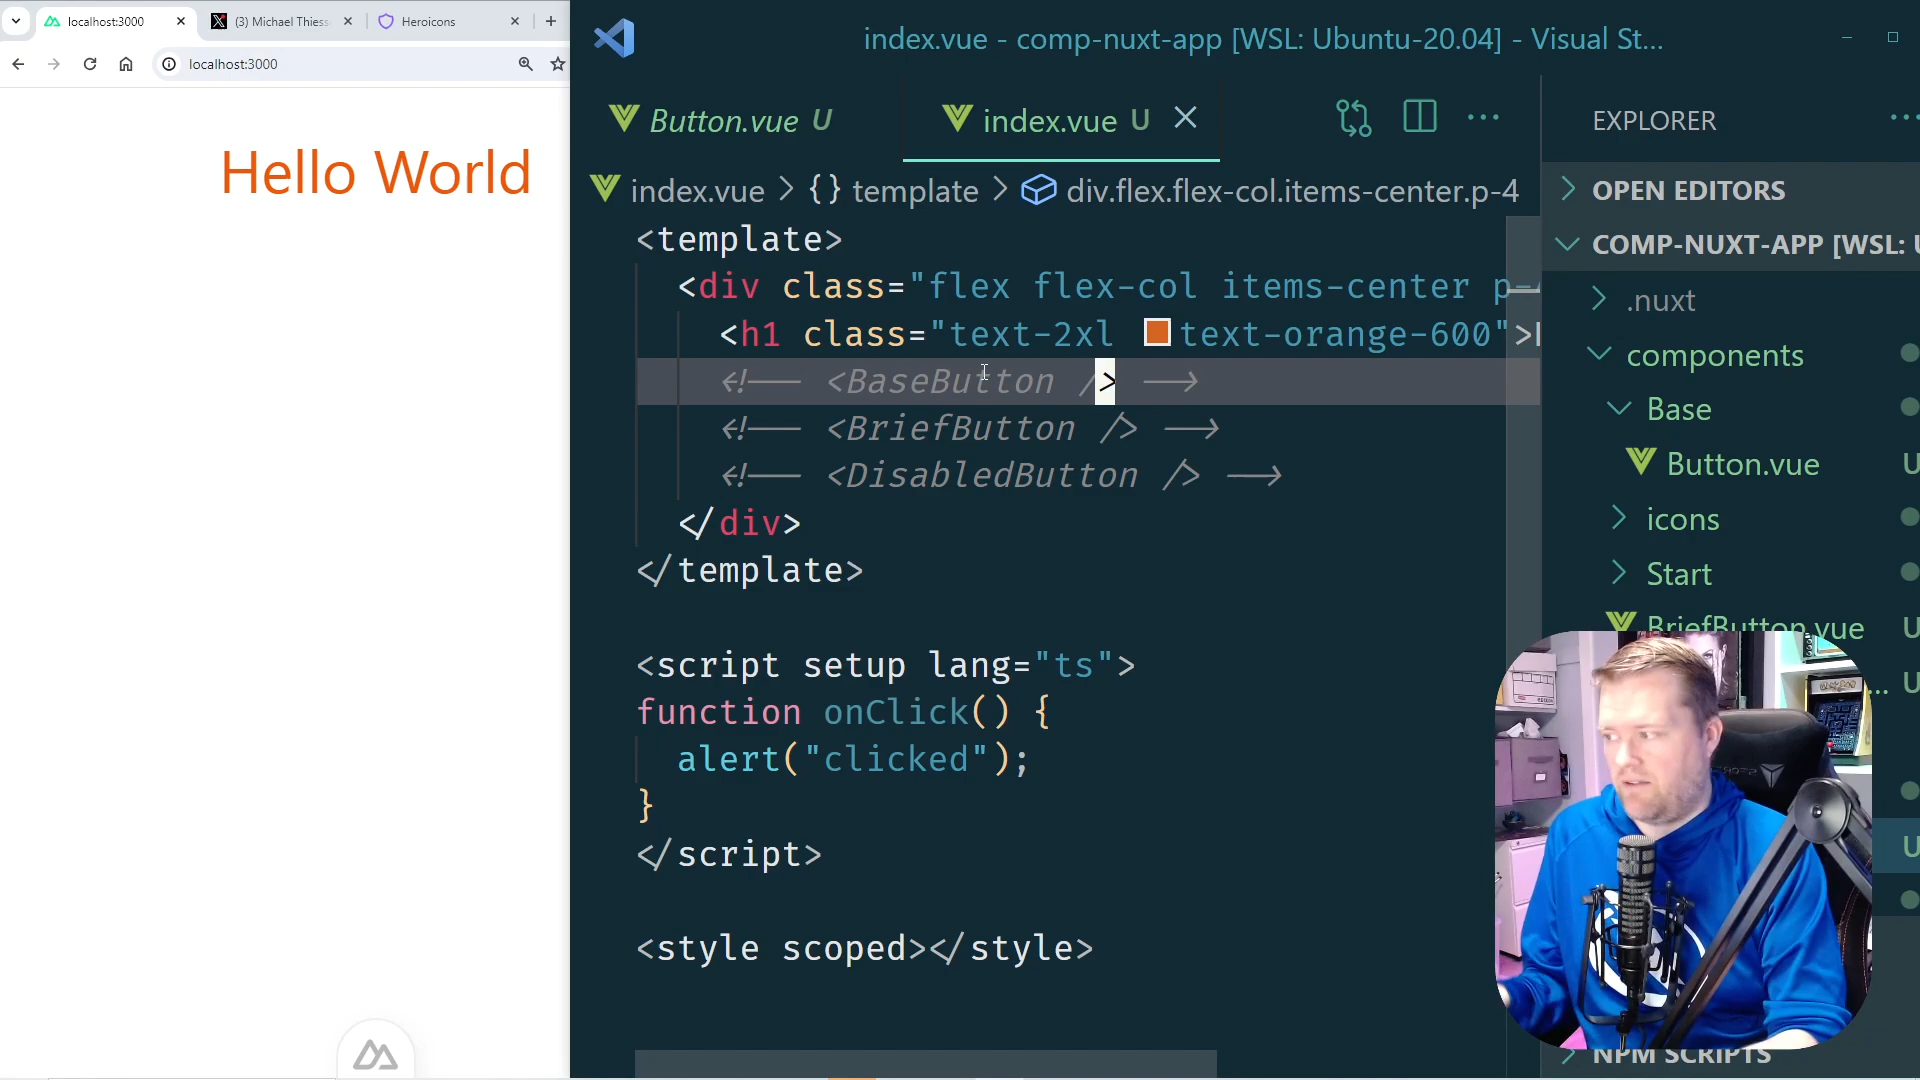 localhost:3000
(3) Michael Thiess
Heroicons
localhost:3000
Hello World
index.vue - comp-nuxt-app [WSL: Ubuntu-20.04] - Visual St...
Button.vue U
index.vue U
index.vue > {} template > div.flex.flex-col.items-center.p-4
<template>
<div class="flex flex-col items-center p-
<h1 class="text-2xl text-orange-600">
<!-- <BaseButton /> -->
<!-- <BriefButton /> -->
<!-- <DisabledButton /> -->
</div>
</template>
<script setup lang="ts">
function onClick() {
alert("clicked");
}
</script>
<style scoped></style>
EXPLORER
OPEN EDITORS
COMP-NUXT-APP [WSL: U
.nuxt
components
Base
Button.vue U
icons
Start
BriefButton.vue U
... U
U
NPM SCRIPTS